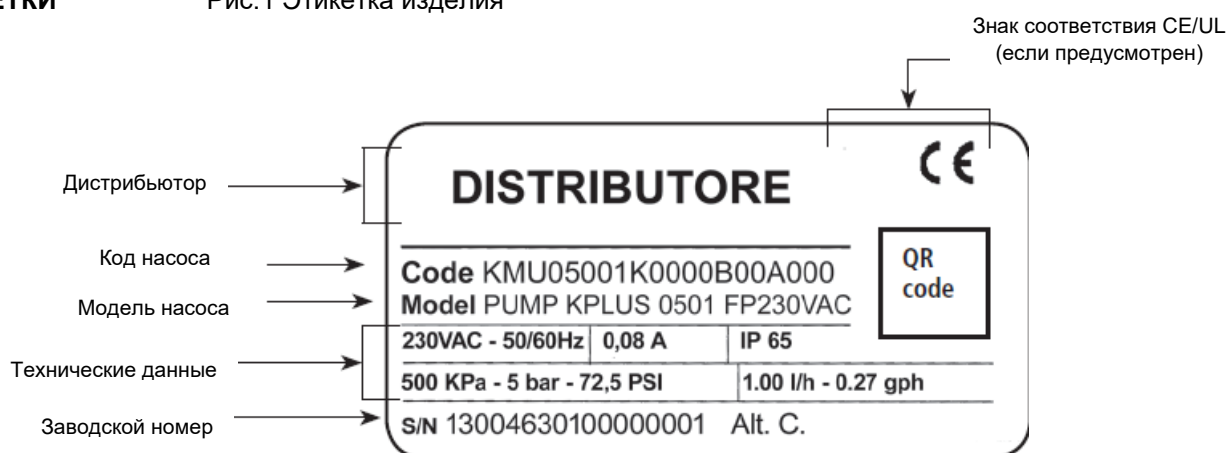 ЕТКИ Рис.1 Этикетка изделия
Знак соответствия CE/UL
(если предусмотрен)
Дистрибьютор
DISTRIBUTORE
CE
Код насоса
Code KMU05001K0000B00A000
QR
code
Модель насоса
Model PUMP KPLUS 0501 FP230VAC
Технические данные
230VAC - 50/60Hz 0,08 A IP 65
500 KPa - 5 bar - 72,5 PSI 1.00 l/h - 0.27 gph
Заводской номер
S/N 13004630100000001 Alt. C.